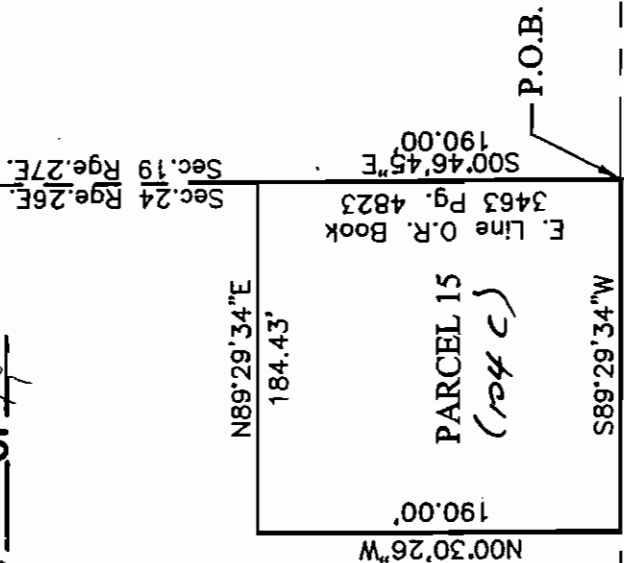 Sec.24 Rge.26E.
Sec.19 Rge.27E.
P.O.B.
S00°46'45"E
190.00'
E. Line O.R. Book
3463 Pg. 4823
N89°29'34"E
184.43'
PARCEL 15
(104 C)
S89°29'34"W
190.00'
N00°30'26"W